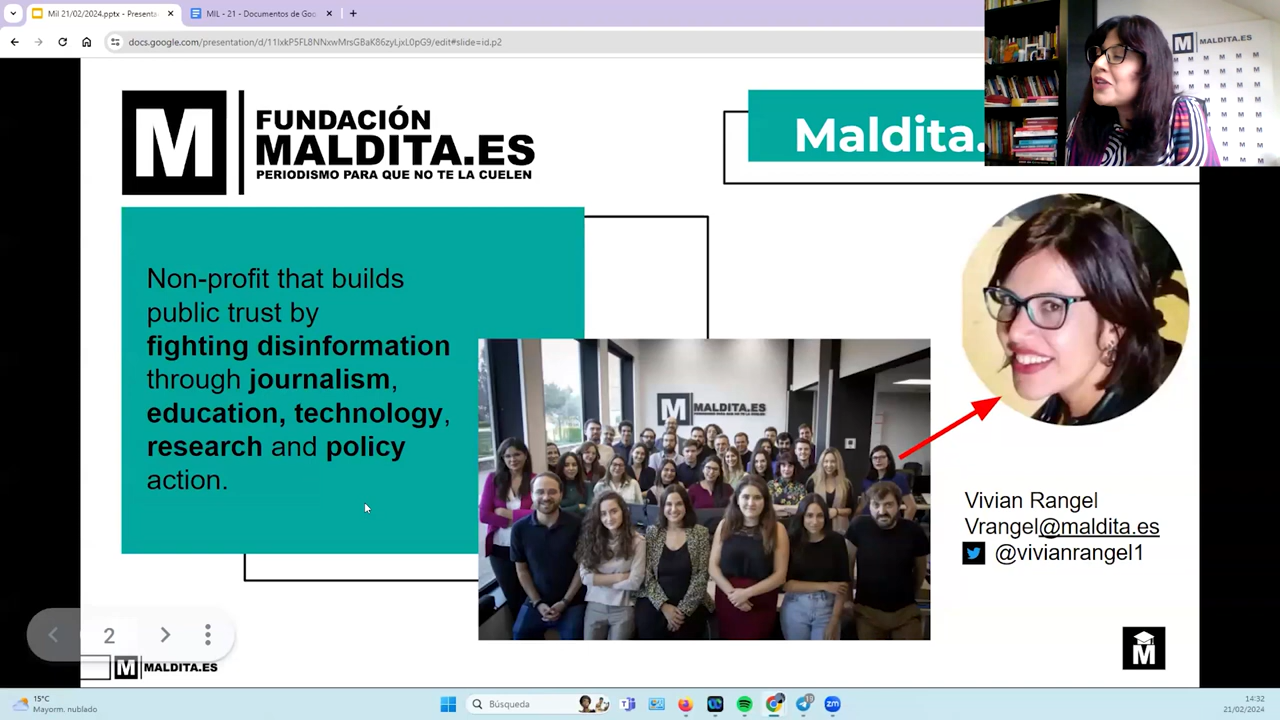 Mil 21/02/2024.pptx - Presenta
MIL - 21 - Documentos de Goo
docs.google.com/presentation/d/11IxkP5FL8NNxwMrsGBaK86zyLjxL0pG9/edit#slide=id.p2
MALDITA.ES
M
FUNDACIÓN
MALDITA.ES
PERIODISMO PARA QUE NO TE LA CUELEN
Maldita.
Non-profit that builds
public trust by
fighting disinformation
through journalism,
education, technology,
research and policy
action.
M MALDITA.ES
Vivian Rangel
Vrangel@maldita.es
@vivianrangel1
2
M MALDITA.ES
M
15°C
Mayorm. nublado
Búsqueda
14:32
21/02/2024